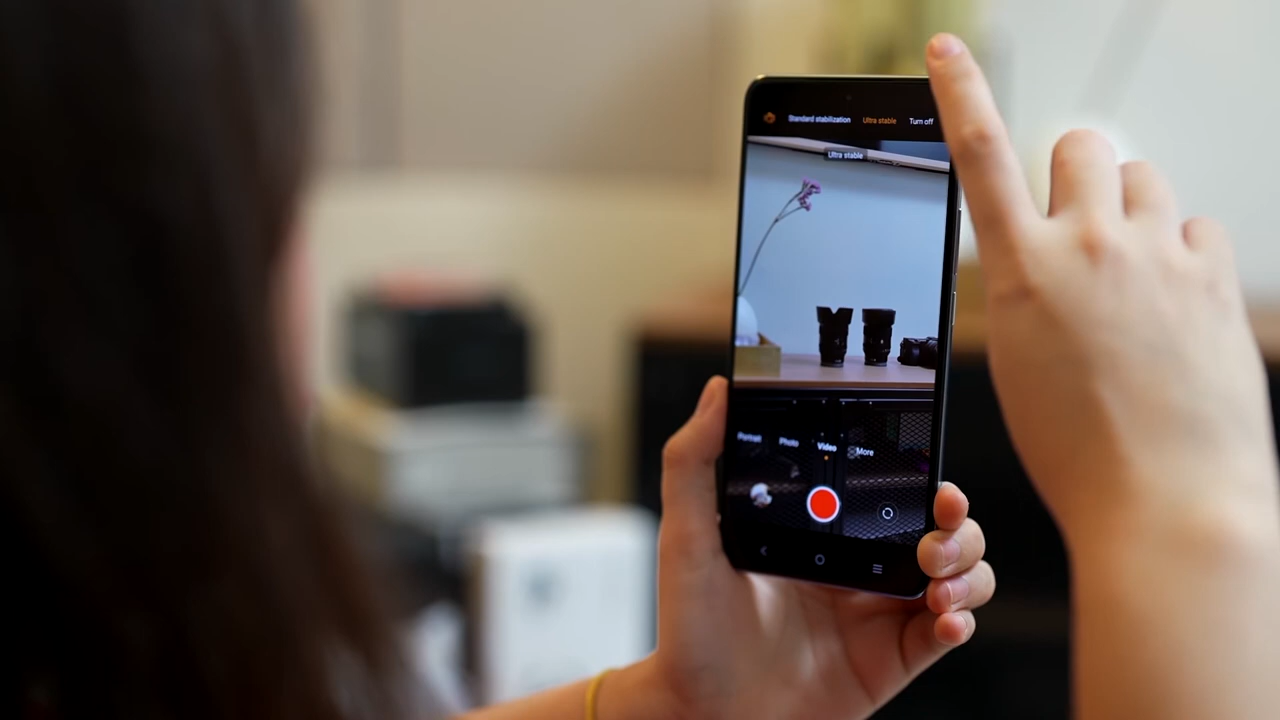 Standard stabilization Ultra stable Turn off
Ultra stable
Portrait Photo Video More